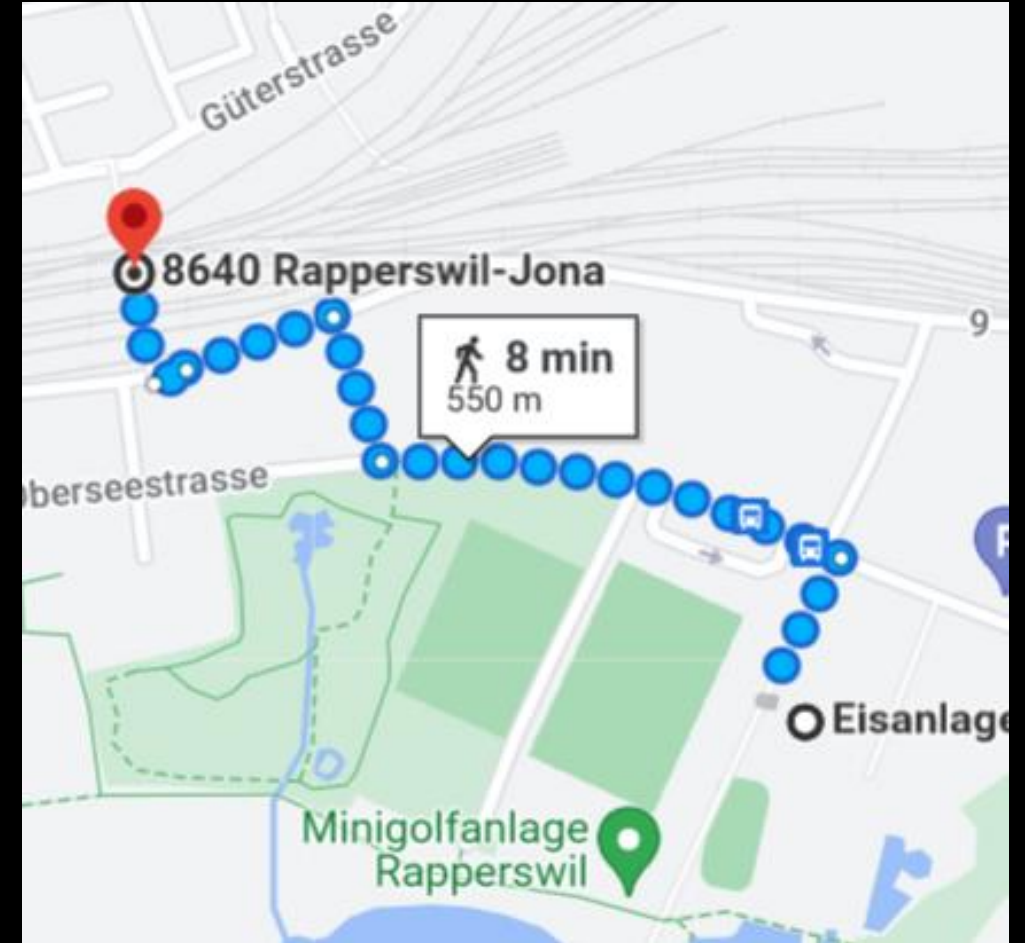 Güterstrasse
8640 Rapperswil-Jona
9
8 min
550 m
berseestrasse
P
Eisanlage
Minigolfanlage
Rapperswil